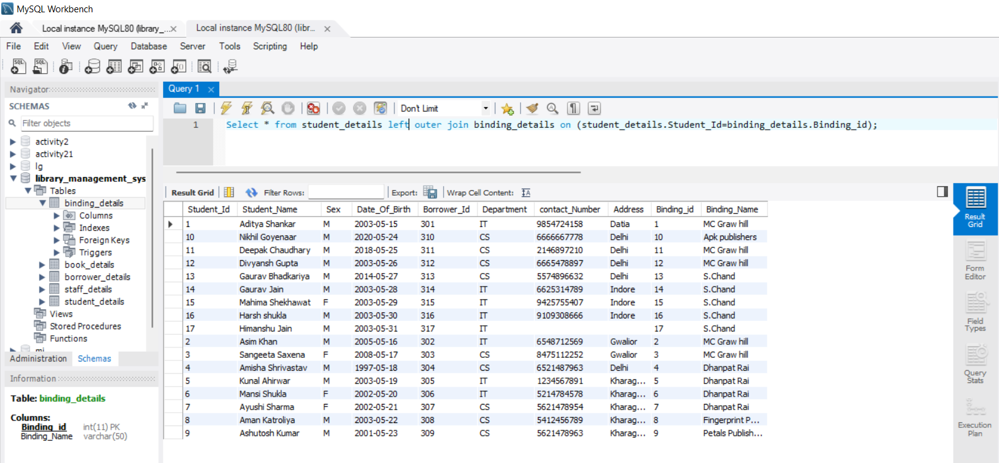 MySQL Workbench
Local instance MySQL80 (library_... Local instance MySQL80 (libr...
File Edit View Query Database Server Tools Scripting Help
Navigator
SCHEMAS
Filter objects
activity2
activity21
lg
library_management_sys
Tables
binding_details
Columns
Indexes
Foreign Keys
Triggers
book_details
borrower_details
staff_details
student_details
Views
Stored Procedures
Functions
Administration Schemas
Information
Table: binding_details
Columns:
Binding_id int(11) PK
Binding_Name varchar(50)
Query 1
Don't Limit
1 Select * from student_details left outer join binding_details on (student_details.Student_Id=binding_details.Binding_id);
Result Grid Filter Rows: Export: Wrap Cell Content:
Student_Id Student_Name Sex Date_Of_Birth Borrower_Id Department contact_Number Address Binding_id Binding_Name
1 Aditya Shankar M 2003-05-15 301 IT 9854724158 Datia 1 MC Graw hill
10 Nikhil Goyenaar M 2020-05-24 310 CS 6666667778 Delhi 10 Apk publishers
11 Deepak Chaudhary M 2018-05-25 311 CS 2146897210 Delhi 11 MC Graw hill
12 Divyansh Gupta M 2003-05-26 312 CS 6665478897 Delhi 12 MC Graw hill
13 Gaurav Bhadkariya M 2014-05-27 313 CS 5574896632 Delhi 13 S.Chand
14 Gaurav Jain M 2003-05-28 314 IT 6625314789 Indore 14 S.Chand
15 Mahima Shekhawat F 2003-05-29 315 IT 9425755407 Indore 15 S.Chand
16 Harsh shukla M 2003-05-30 316 IT 9109308666 Indore 16 S.Chand
17 Himanshu Jain M 2003-05-31 317 IT 17 S.Chand
2 Asim Khan M 2005-05-16 302 IT 6548712569 Gwalior 2 MC Graw hill
3 Sangeeta Saxena F 2008-05-17 303 CS 8475112252 Gwalior 3 MC Graw hill
4 Amisha Shrivastav M 1997-05-18 304 CS 6521487963 Delhi 4 Dhanpat Rai
5 Kunal Ahirwar M 2003-05-19 305 IT 1234567891 Kharag... 5 Dhanpat Rai
6 Mansi Shukla F 2002-05-20 306 IT 5214784578 Kharag... 6 Dhanpat Rai
7 Ayushi Sharma F 2002-05-21 307 CS 5621478954 Kharag... 7 Dhanpat Rai
8 Aman Katroliya M 2003-05-22 308 CS 5412456789 Kharag... 8 Fingerprint P...
9 Ashutosh Kumar M 2001-05-23 309 CS 5621478963 Kharag... 9 Petals Publish...
Result
Grid
Form
Editor
Field
Types
Query
Stats
Execution
Plan